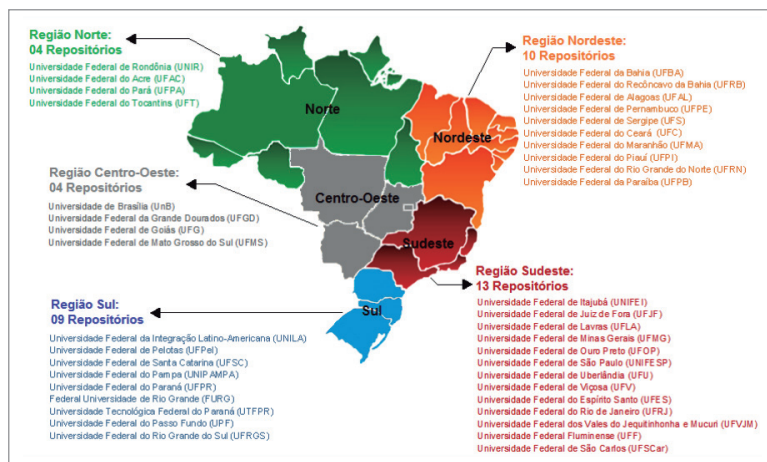 Região Norte:
04 Repositórios
Universidade Federal de Rondônia (UNIR)
Universidade Federal do Acre (UFAC)
Universidade Federal do Pará (UFPA)
Universidade Federal do Tocantins (UFT)
Região Nordeste:
10 Repositórios
Universidade Federal da Bahia (UFBA)
Universidade Federal do Recôncavo da Bahia (UFRB)
Universidade Federal de Alagoas (UFAL)
Universidade Federal de Pernambuco (UFPE)
Universidade Federal de Sergipe (UFS)
Universidade Federal do Ceará (UFC)
Universidade Federal do Maranhão (UFMA)
Universidade Federal do Piauí (UFPI)
Universidade Federal do Rio Grande do Norte (UFRN)
Universidade Federal da Paraíba (UFPB)
Norte
Nordeste
Centro-Oeste
Sudeste
Sul
Região Centro-Oeste:
04 Repositórios
Universidade de Brasília (UnB)
Universidade Federal da Grande Dourados (UFGD)
Universidade Federal de Goiás (UFG)
Universidade Federal de Mato Grosso do Sul (UFMS)
Região Sul:
09 Repositórios
Universidade Federal da Integração Latino-Americana (UNILA)
Universidade Federal de Pelotas (UFPel)
Universidade Federal de Santa Catarina (UFSC)
Universidade Federal do Pampa (UNIPAMPA)
Universidade Federal do Paraná (UFPR)
Federal Universidade de Rio Grande (FURG)
Universidade Tecnológica Federal do Paraná (UTFPR)
Universidade Federal do Passo Fundo (UPF)
Universidade Federal do Rio Grande do Sul (UFRGS)
Região Sudeste:
13 Repositórios
Universidade Federal de Itajubá (UNIFEI)
Universidade Federal de Juiz de Fora (UFJF)
Universidade Federal de Lavras (UFLA)
Universidade Federal de Minas Gerais (UFMG)
Universidade Federal de Ouro Preto (UFOP)
Universidade Federal de São Paulo (UNIFESP)
Universidade Federal de Uberlândia (UFU)
Universidade Federal de Viçosa (UFV)
Universidade Federal do Espírito Santo (UFES)
Universidade Federal do Rio de Janeiro (UFRJ)
Universidade Federal dos Vales do Jequitinhonha e Mucuri (UFVJM)
Universidade Federal Fluminense (UFF)
Universidade Federal de São Carlos (UFSCar)